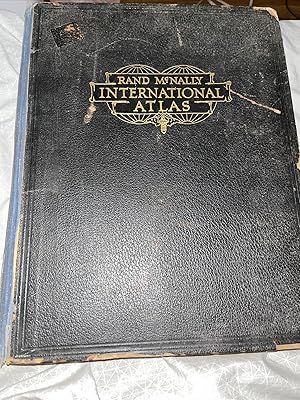 RAND McNALLY
INTERNATIONAL
ATLAS